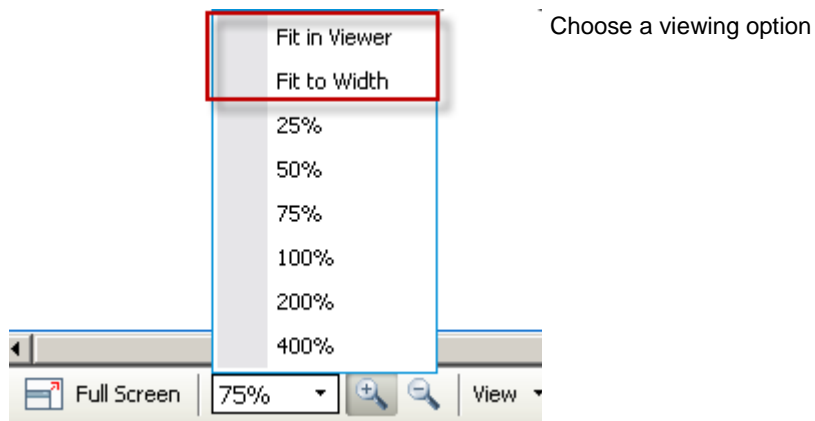 Choose a viewing option
Fit in Viewer
Fit to Width
25%
50%
75%
100%
200%
400%
Full Screen 75% View